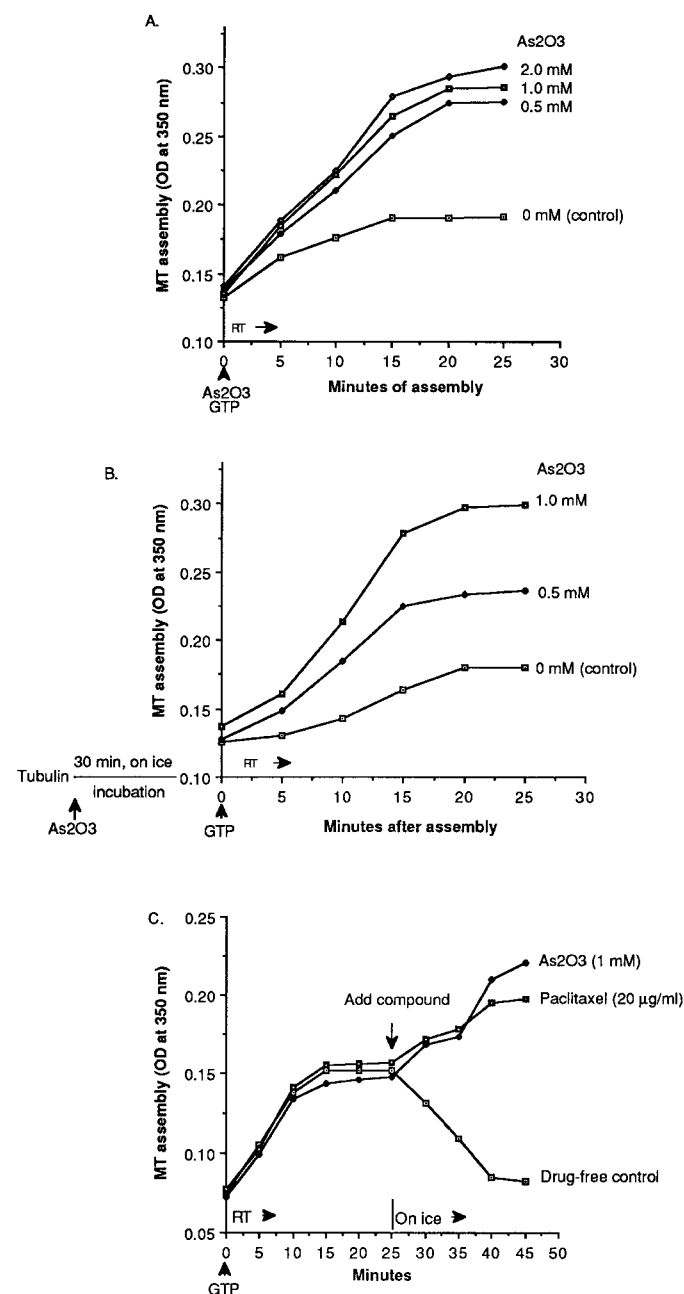 A.
As2O3
2.0 mM
1.0 mM
0.5 mM
0 mM (control)
MT assembly (OD at 350 nm)
0.30
0.25
0.20
0.15
0.10
RT
0 5 10 15 20 25 30
Minutes of assembly
As2O3
GTP
B.
As2O3
1.0 mM
0.5 mM
0 mM (control)
MT assembly (OD at 350 nm)
0.30
0.25
0.20
0.15
0.10
RT
Tubulin
30 min, on ice
incubation
As2O3
0 5 10 15 20 25 30
GTP
Minutes after assembly
C.
MT assembly (OD at 350 nm)
0.25
0.20
0.15
0.10
0.05
As2O3 (1 mM)
Paclitaxel (20 µg/ml)
Add compound
Drug-free control
RT
On ice
0 5 10 15 20 25 30 35 40 45 50
Minutes
GTP